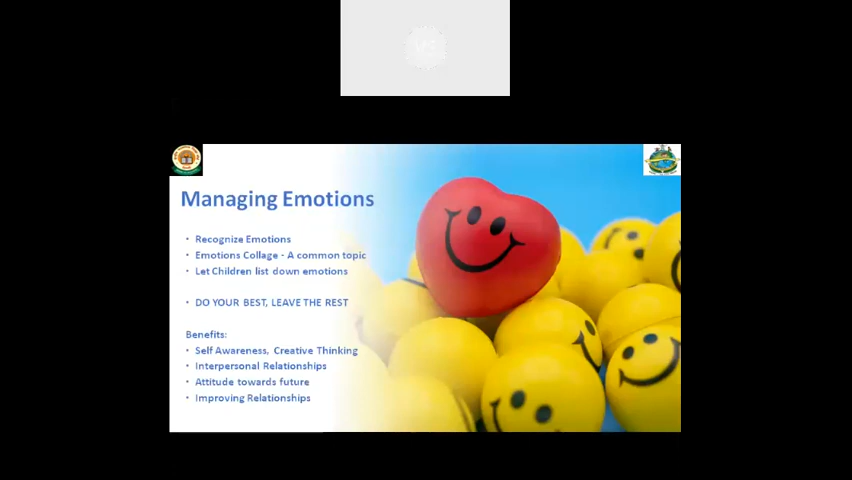 Managing Emotions
• Recognize Emotions
• Emotions Collage - A common topic
• Let Children list down emotions
• DO YOUR BEST, LEAVE THE REST
Benefits:
• Self Awareness, Creative Thinking
• Interpersonal Relationships
• Attitude towards future
• Improving Relationships